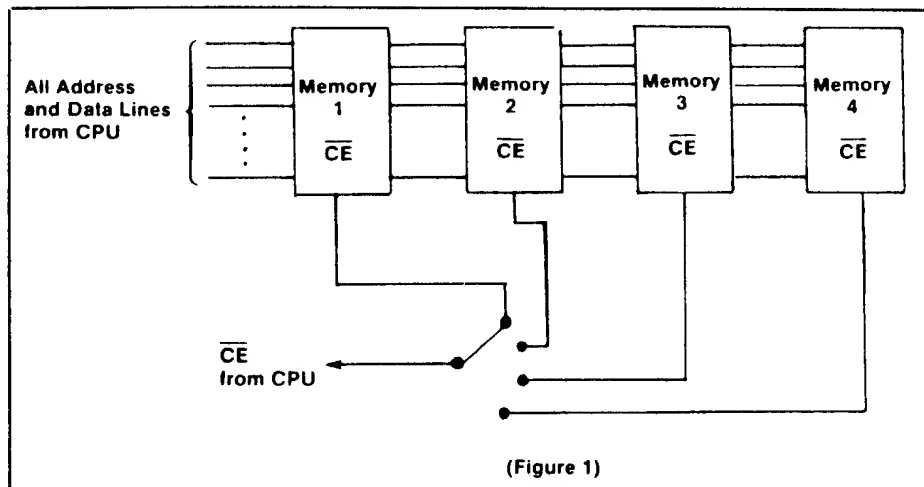 All Address
and Data Lines
from CPU
Memory
1
CE
Memory
2
CE
Memory
3
CE
Memory
4
CE
CE
from CPU
(Figure 1)